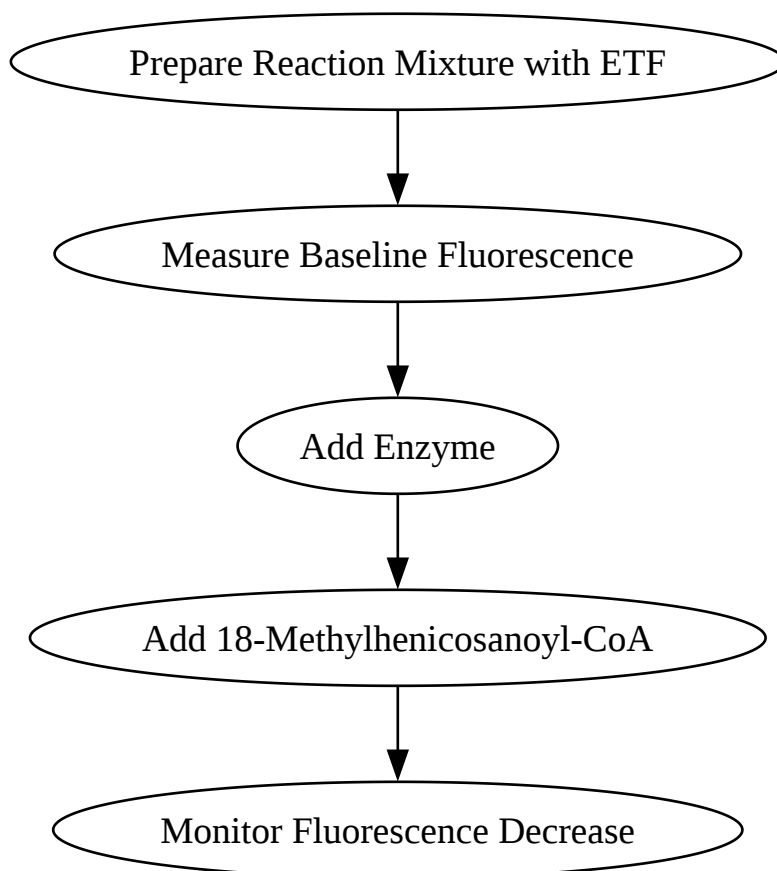 Prepare Reaction Mixture with ETF
Measure Baseline Fluorescence
Add Enzyme
Add 18-Methylhenicosanoyl-CoA
Monitor Fluorescence Decrease